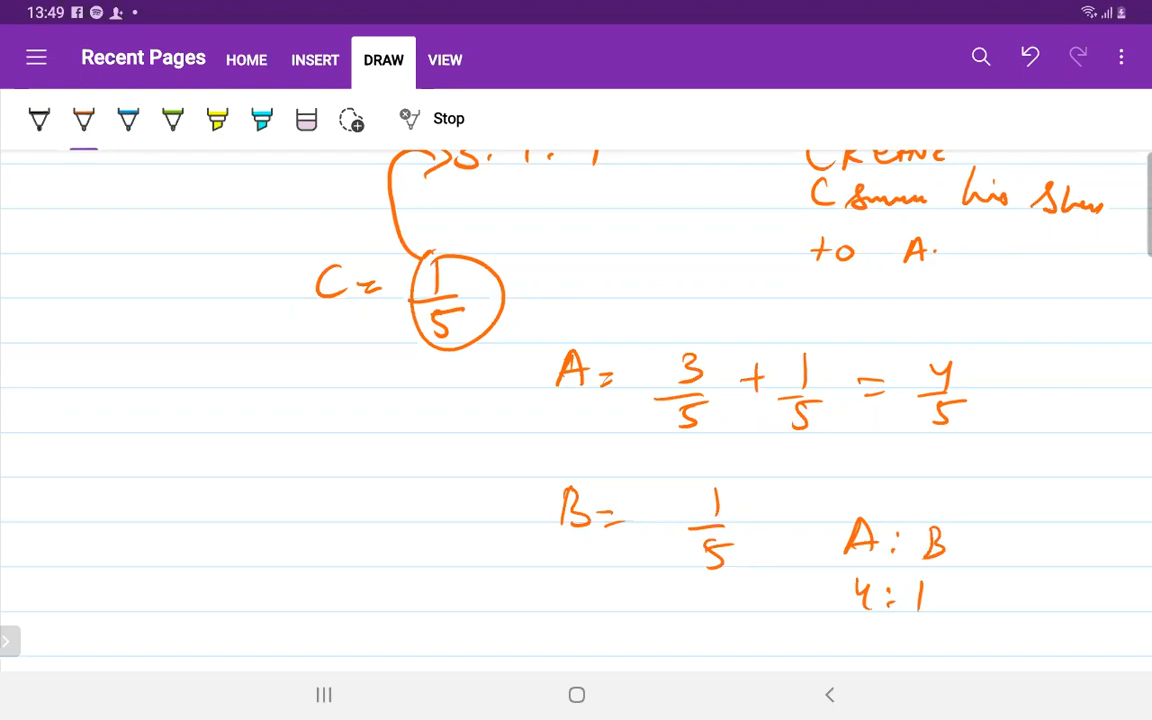 13:49
Recent Pages HOME INSERT DRAW VIEW
Stop
C his
to A.
C = 1/5
A = 3/5 + 1/5 = 4/5
B = 1/5
A : B
4 : 1